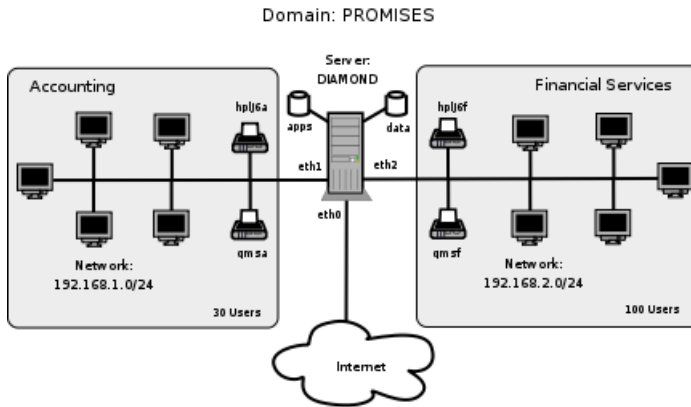 Domain: PROMISES
Server:
DIAMOND
Accounting
Financial Services
hplj6a
apps
data
hplj6f
eth1
eth2
eth0
qmsa
qmsf
Network:
192.168.1.0/24
Network:
192.168.2.0/24
30 Users
100 Users
Internet